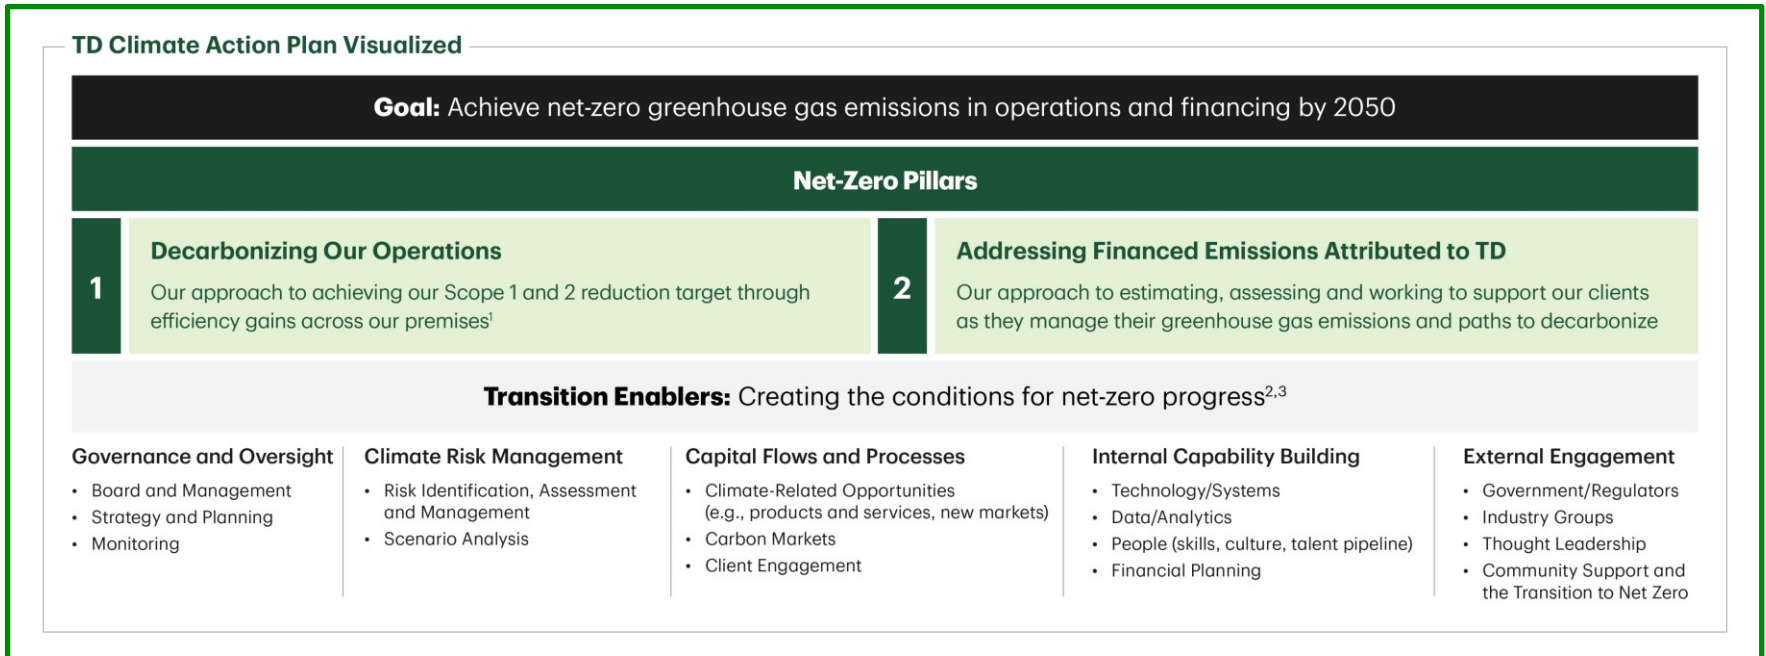 TD Climate Action Plan Visualized
Goal: Achieve net-zero greenhouse gas emissions in operations and financing by 2050
Net-Zero Pillars
1
Decarbonizing Our Operations
Our approach to achieving our Scope 1 and 2 reduction target through
efficiency gains across our premises¹
2
Addressing Financed Emissions Attributed to TD
Our approach to estimating, assessing and working to support our clients
as they manage their greenhouse gas emissions and paths to decarbonize
Transition Enablers: Creating the conditions for net-zero progress²,³
Governance and Oversight
• Board and Management
• Strategy and Planning
• Monitoring
Climate Risk Management
• Risk Identification, Assessment
and Management
• Scenario Analysis
Capital Flows and Processes
• Climate-Related Opportunities
(e.g., products and services, new markets)
• Carbon Markets
• Client Engagement
Internal Capability Building
• Technology/Systems
• Data/Analytics
• People (skills, culture, talent pipeline)
• Financial Planning
External Engagement
• Government/Regulators
• Industry Groups
• Thought Leadership
• Community Support and
the Transition to Net Zero